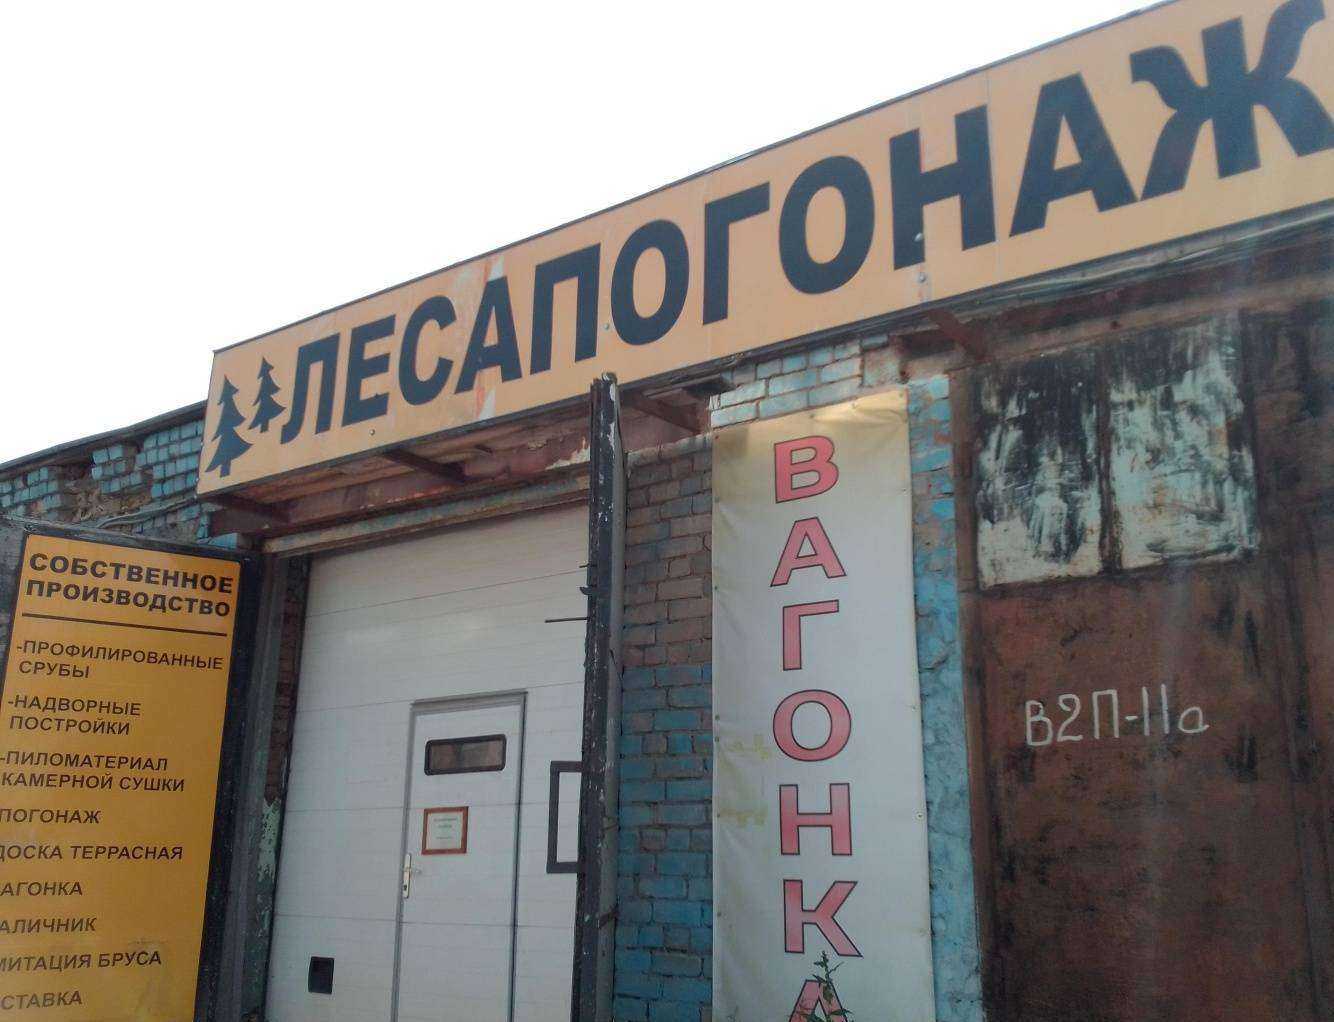 ЛЕСАПОГОНАЖ
СОБСТВЕННОЕ
ПРОИЗВОДСТВО
-ПРОФИЛИРОВАННЫЕ
СРУБЫ
-НАДВОРНЫЕ
ПОСТРОЙКИ
-ПИЛОМАТЕРИАЛ
КАМЕРНОЙ СУШКИ
ПОГОНАЖ
ДОСКА ТЕРРАСНАЯ
АГОНКА
АЛИЧНИК
МИТАЦИЯ БРУСА
СТАВКА
ВАГОНКА
В2П-11а